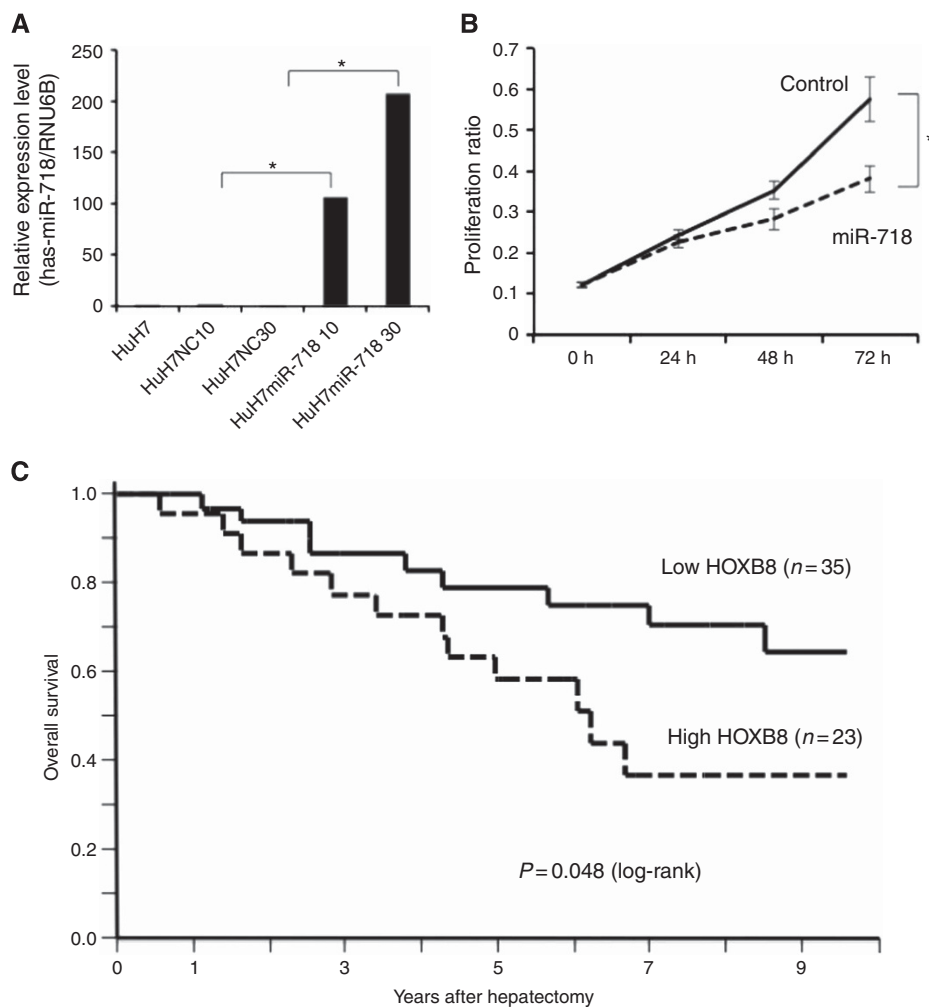 A
Relative expression level
(has-miR-718/RNU6B)
250
200
150
100
50
0
*
*
HuH7
HuH7NC10
HuH7NC30
HuH7miR-718 10
HuH7miR-718 30
B
Proliferation ratio
0.7
0.6
0.5
0.4
0.3
0.2
0.1
0
Control
miR-718
*
0 h
24 h
48 h
72 h
C
Overall survival
1.0
0.8
0.6
0.4
0.2
0.0
Low HOXB8 (n=35)
High HOXB8 (n=23)
P=0.048 (log-rank)
0
1
3
5
7
9
Years after hepatectomy